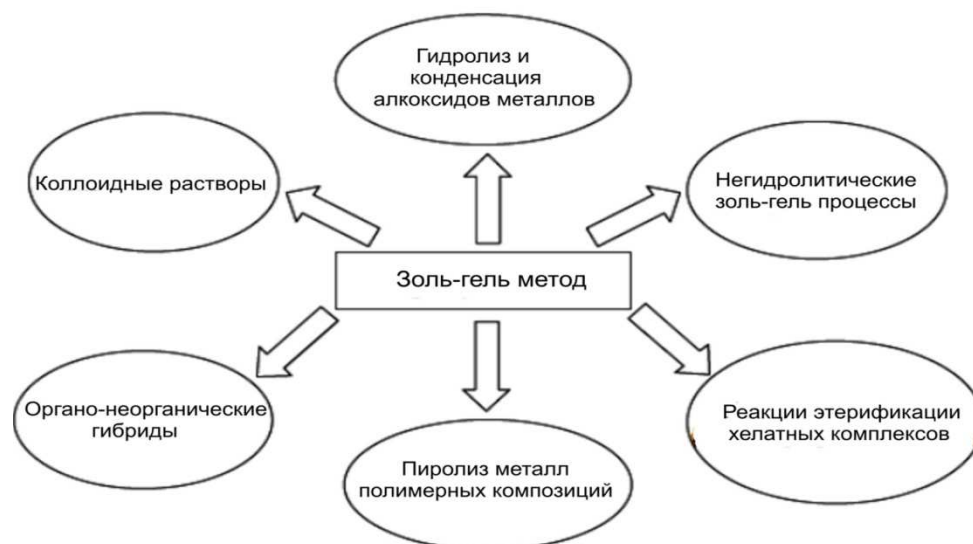 Гидролиз и
конденсация
алкоксидов металлов
Коллоидные растворы
Негидролитические
золь-гель процессы
Золь-гель метод
Органо-неорганические
гибриды
Пиролиз металл
полимерных композиций
Реакции этерификации
хелатных комплексов